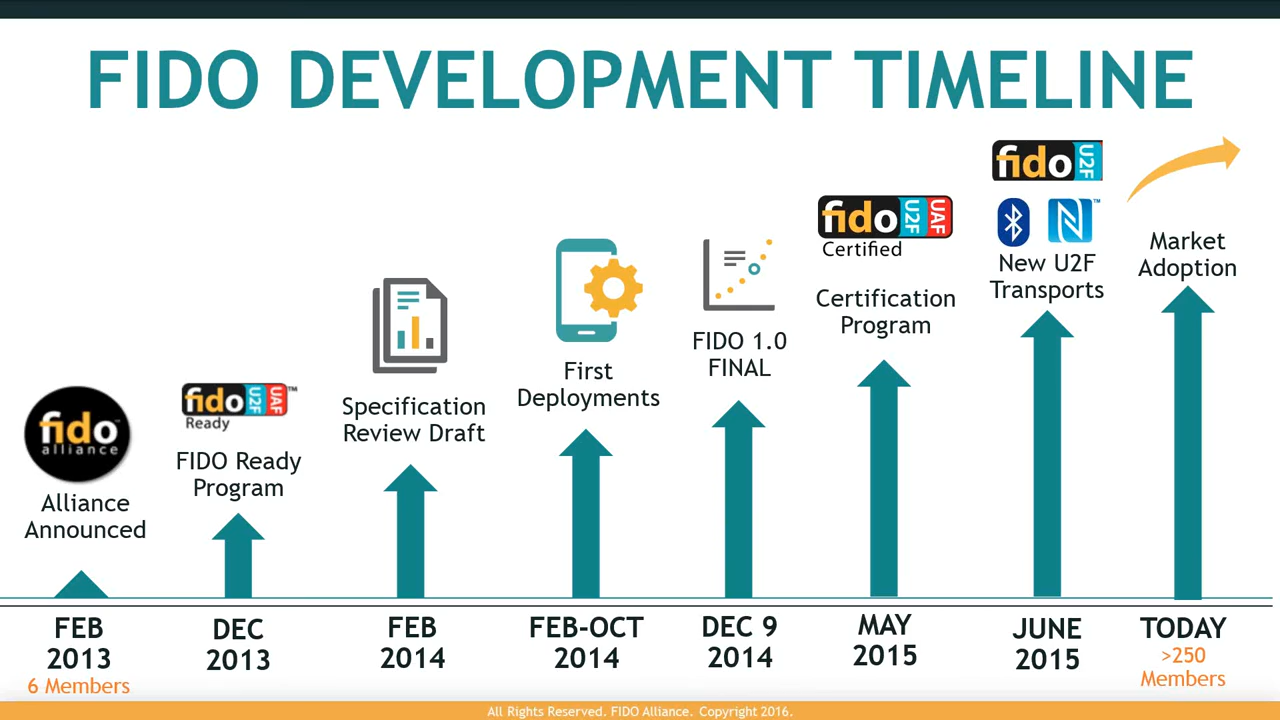 FIDO DEVELOPMENT TIMELINE
fido
alliance
Alliance
Announced
FEB
2013
6 Members
fido U2F UAF™
Ready
FIDO Ready
Program
DEC
2013
Specification
Review Draft
FEB
2014
First
Deployments
FEB-OCT
2014
FIDO 1.0
FINAL
DEC 9
2014
fido U2F UAF
Certified
Certification
Program
MAY
2015
fido U2F
New U2F
Transports
JUNE
2015
Market
Adoption
TODAY
>250
Members
All Rights Reserved. FIDO Alliance. Copyright 2016.